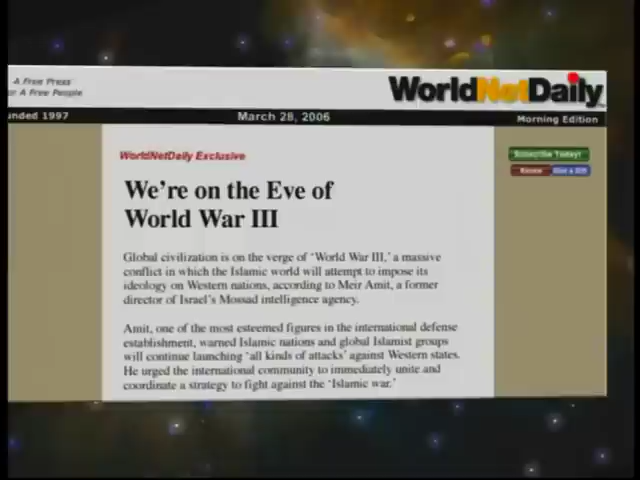 A Free Press
or A Free People
WorldNetDaily
unded 1997
March 28, 2006
Morning Edition
WorldNetDaily Exclusive
Subscribe Today!
Renew
Give a Gift
We're on the Eve of
World War III
Global civilization is on the verge of 'World War III,' a massive
conflict in which the Islamic world will attempt to impose its
ideology on Western nations, according to Meir Amit, a former
director of Israel's Mossad intelligence agency.
Amit, one of the most esteemed figures in the international defense
establishment, warned Islamic nations and global Islamist groups
will continue launching 'all kinds of attacks' against Western states.
He urged the international community to immediately unite and
coordinate a strategy to fight against the 'Islamic war.'